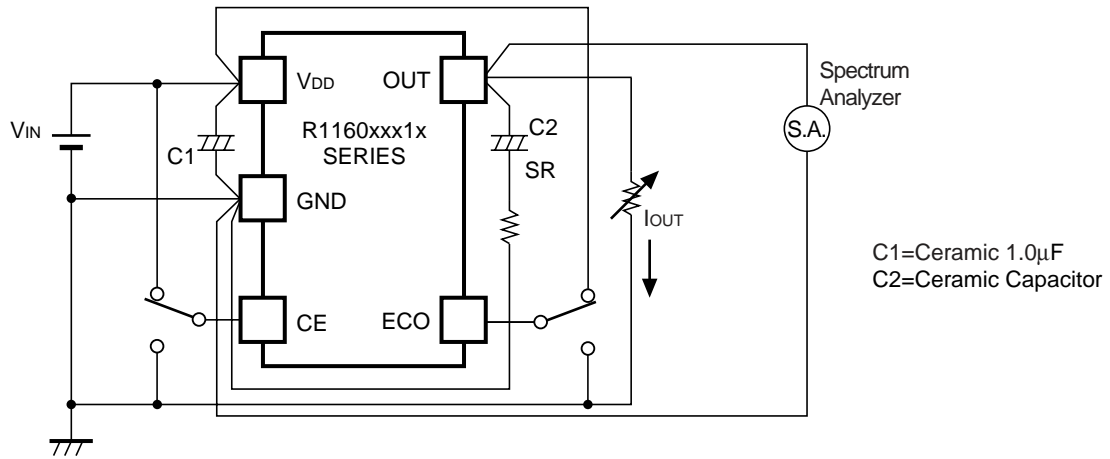 VDD
OUT
Spectrum
Analyzer
VIN
R1160xxx1x
SERIES
C1
C2
S.A.
SR
GND
IOUT
C1=Ceramic 1.0μF
C2=Ceramic Capacitor
CE
ECO